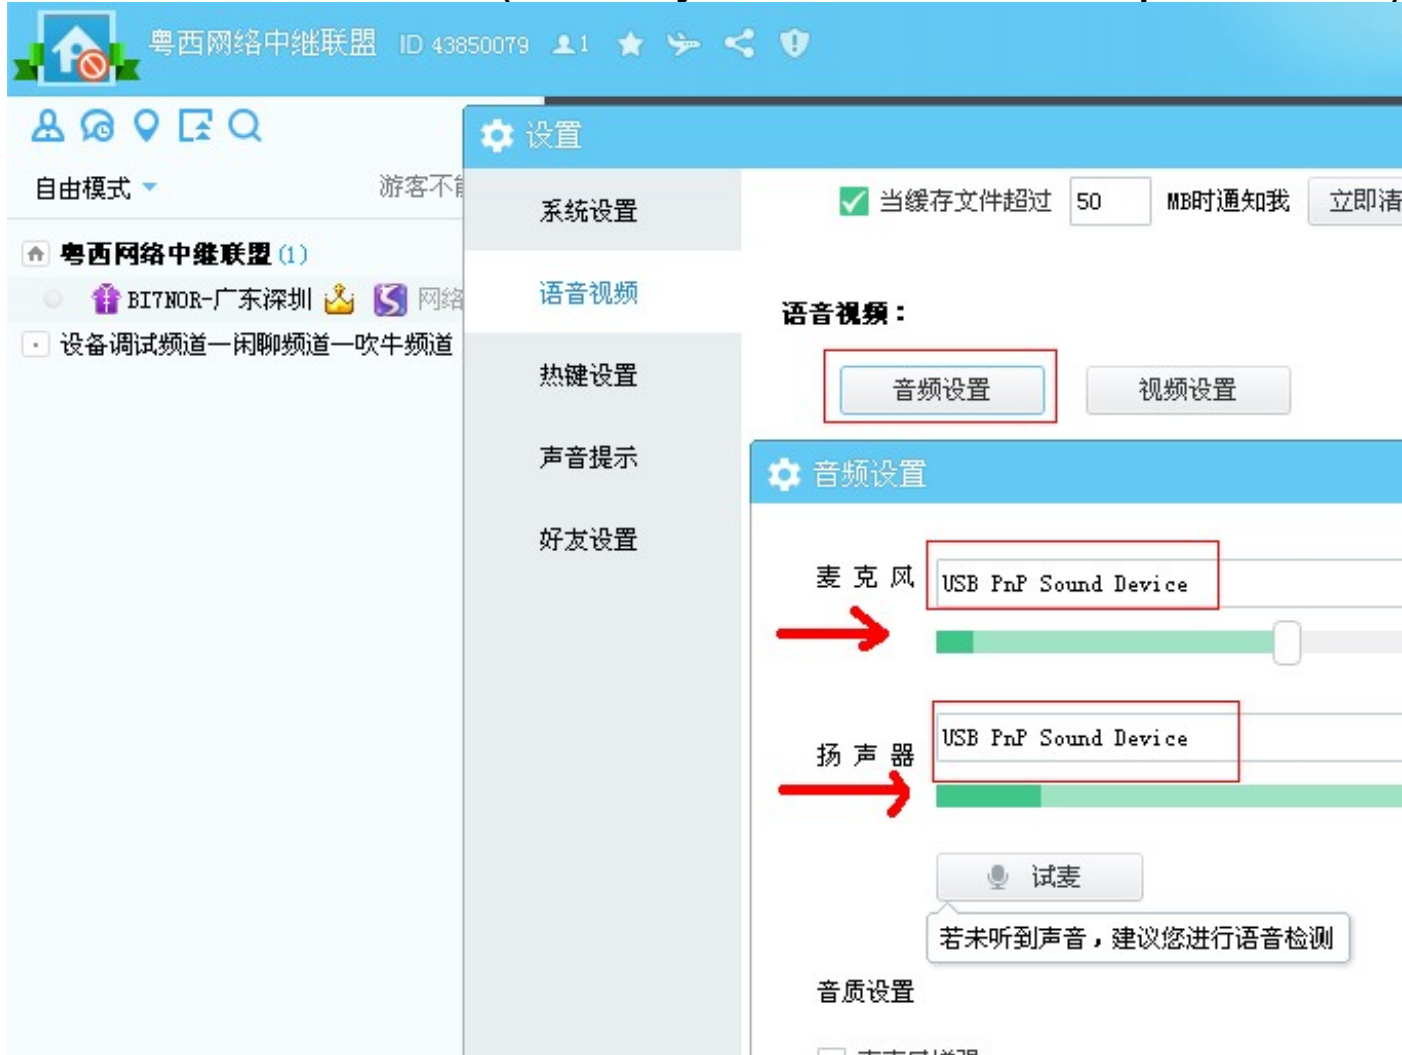 粤西网络中继联盟 ID 43850079 1
设置
自由模式 游客不
系统设置
当缓存文件超过 50 MB时通知我 立即清
粤西网络中继联盟 (1)
BI7NOR-广东深圳 网络
语音视频
语音视频：
设备调试频道一闲聊频道一吹牛频道
热键设置
音频设置 视频设置
声音提示
音频设置
好友设置
麦克风 USB PnP Sound Device
扬声器 USB PnP Sound Device
试麦
若未听到声音，建议您进行语音检测
音质设置